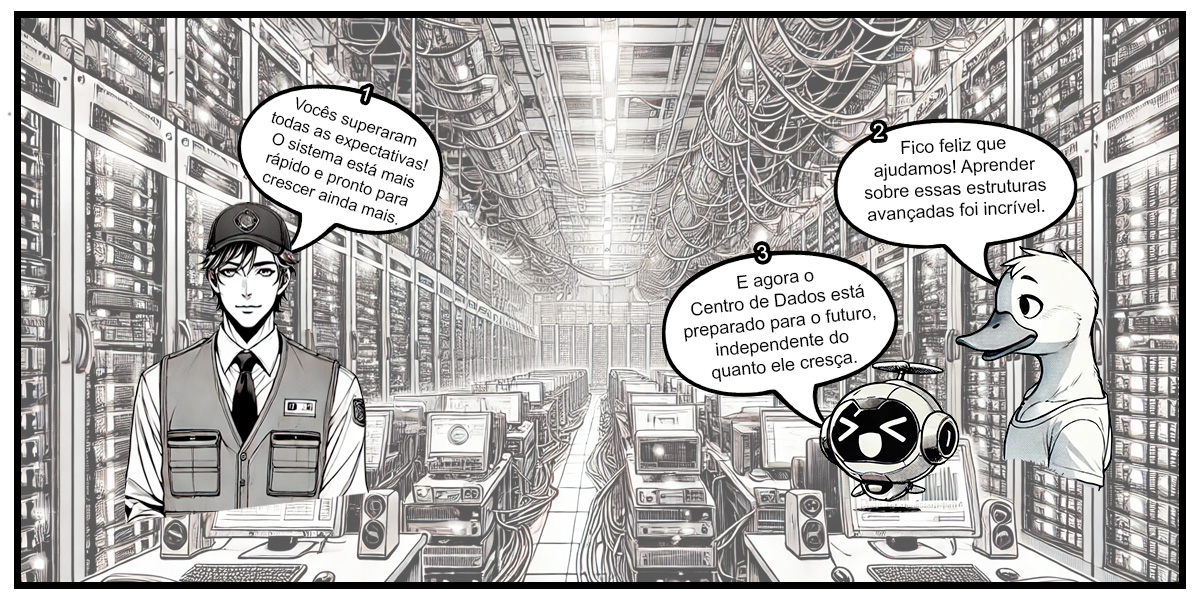 1
Vocês superaram
todas as expectativas!
O sistema está mais
rápido e pronto para
crescer ainda mais.
2
Fico feliz que
ajudamos! Aprender
sobre essas estruturas
avançadas foi incrível.
3
E agora o
Centro de Dados está
preparado para o futuro,
independente do
quanto ele cresça.